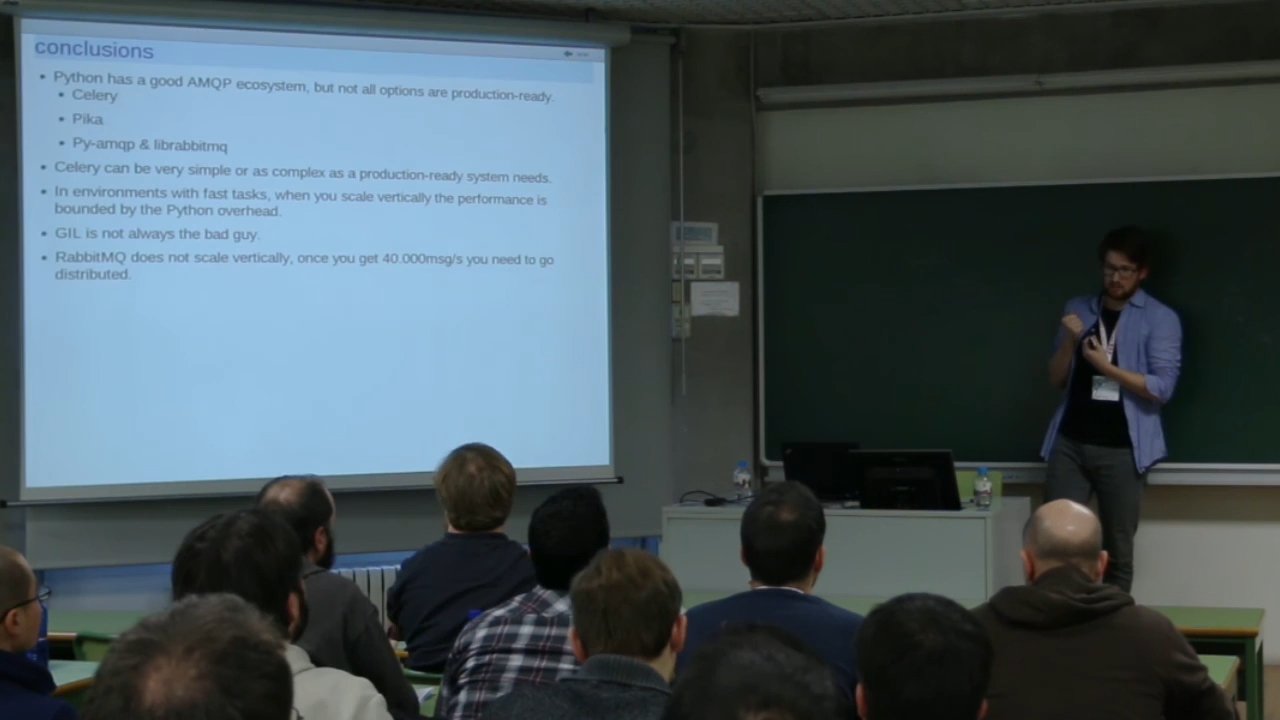 conclusions
• Python has a good AMQP ecosystem, but not all options are production-ready.
• Celery
• Pika
• Py-amqp & librabbitmq
• Celery can be very simple or as complex as a production-ready system needs.
• In environments with fast tasks, when you scale vertically the performance is
bounded by the Python overhead.
• GIL is not always the bad guy.
• RabbitMQ does not scale vertically, once you get 40.000msg/s you need to go
distributed.